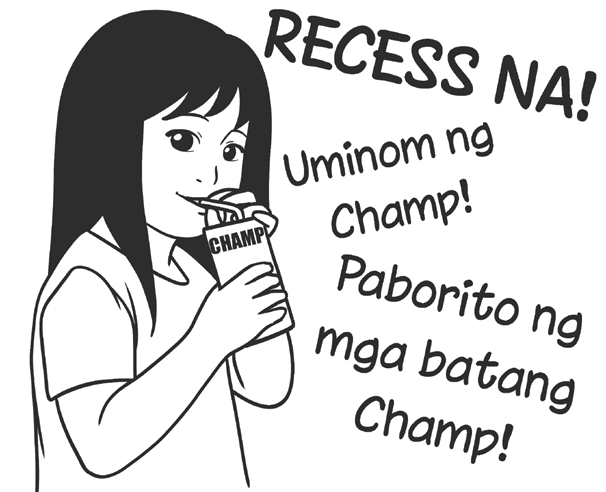 RECESS NA!
Uminom ng
Champ!
Paborito ng
mga batang
Champ!
CHAMP